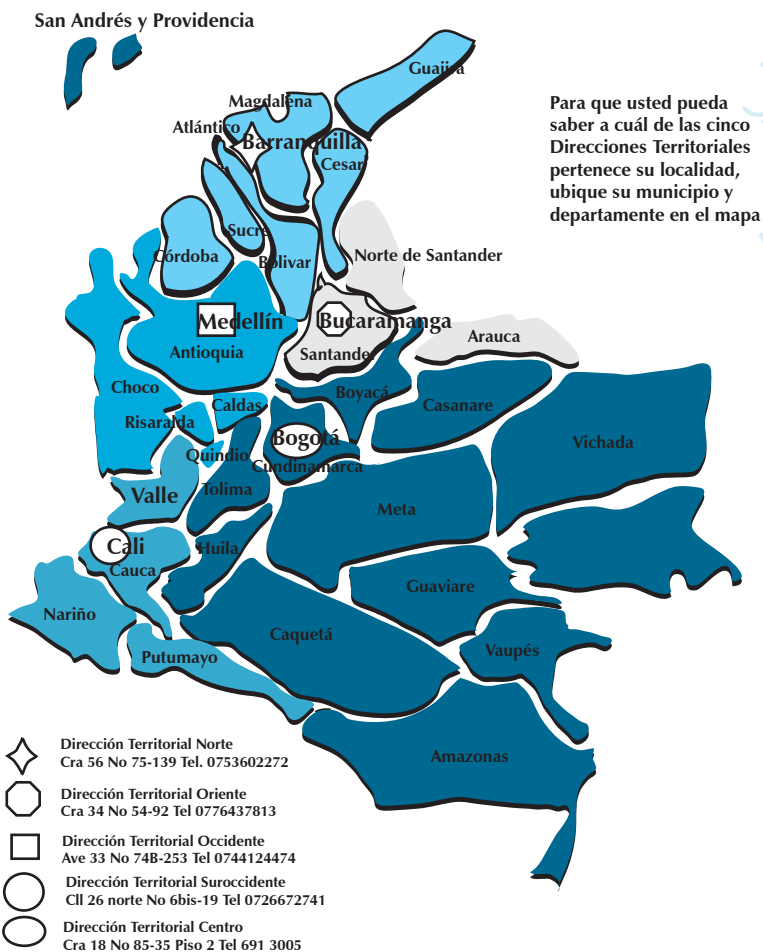 San Andrés y Providencia
Guajira
Magdalena
Atlántico
Barranquilla
Cesar
Para que usted pueda
saber a cuál de las cinco
Direcciones Territoriales
pertenece su localidad,
ubique su municipio y
departamente en el mapa
Sucre
Córdoba
Bolivar
Norte de Santander
Medellín
Bucaramanga
Antioquia
Santander
Arauca
Choco
Boyacá
Caldas
Casanare
Risaralda
Bogotá
Vichada
Quindio
Cundinamarca
Valle
Tolima
Meta
Cali
Huila
Cauca
Guaviare
Nariño
Caquetá
Putumayo
Vaupés
Amazonas
Dirección Territorial Norte
Cra 56 No 75-139 Tel. 0753602272
Dirección Territorial Oriente
Cra 34 No 54-92 Tel 0776437813
Dirección Territorial Occidente
Ave 33 No 74B-253 Tel 0744124474
Dirección Territorial Suroccidente
Cll 26 norte No 6bis-19 Tel 0726672741
Dirección Territorial Centro
Cra 18 No 85-35 Piso 2 Tel 691 3005